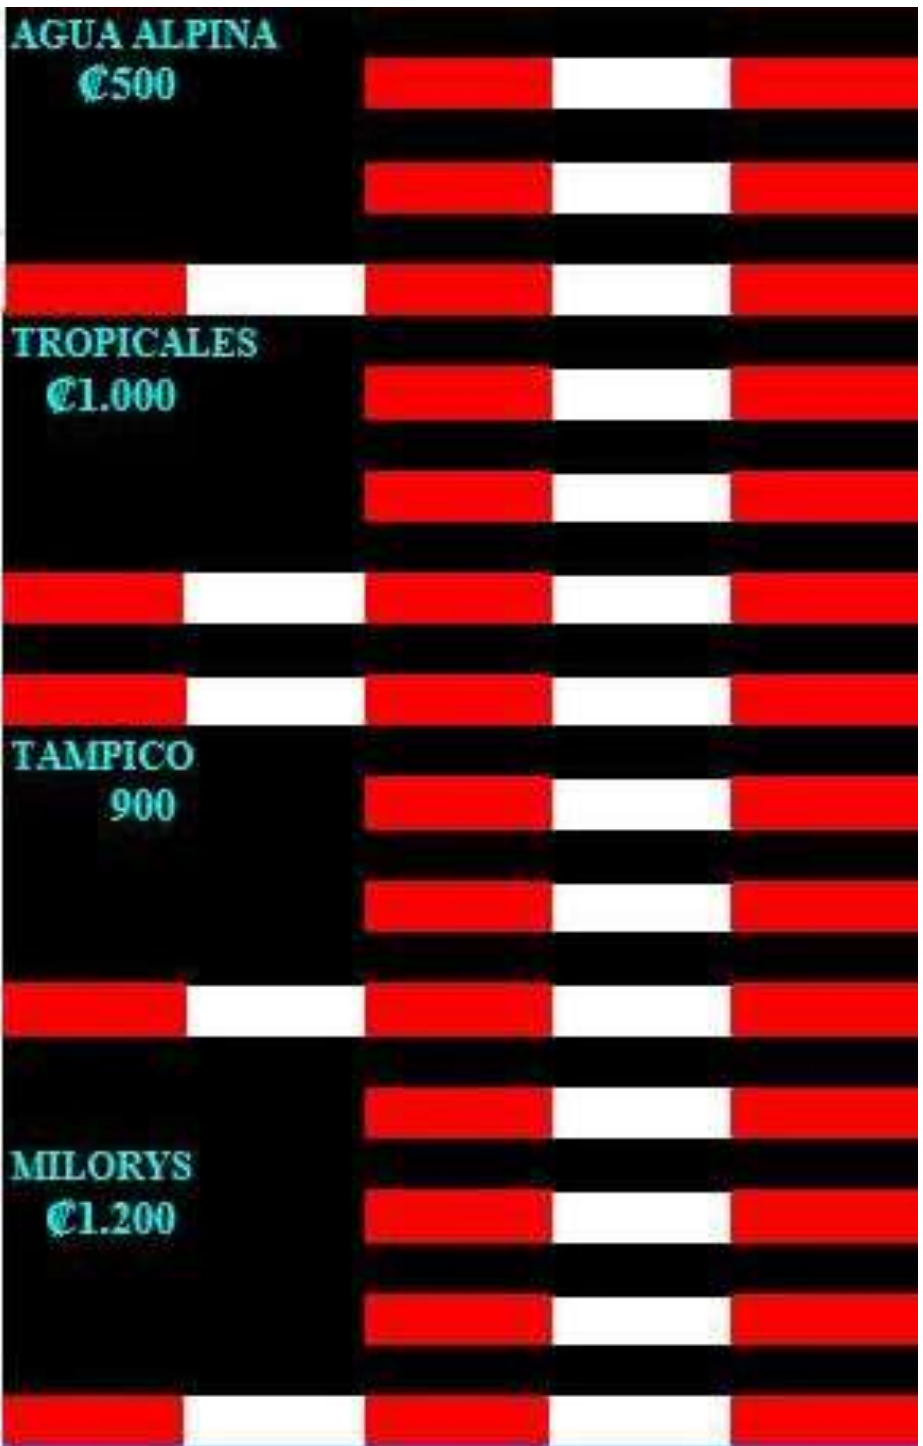 AGUA ALPINA
₡500
TROPICALES
₡1.000
TAMPICO
900
MILORYS
₡1.200